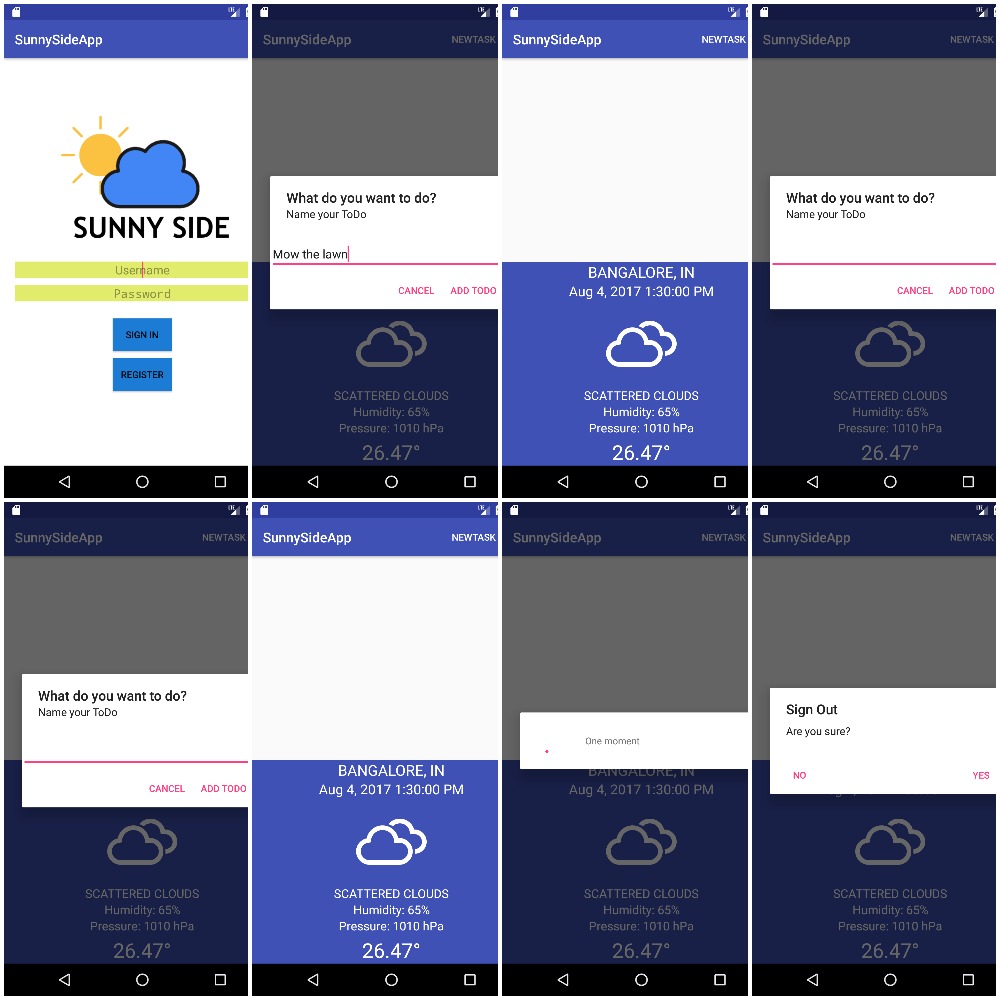 SunnySideApp
SUNNY SIDE
Username
Password
SIGN IN
REGISTER
SunnySideApp NEWTASK
What do you want to do?
Name your ToDo
Mow the lawn
CANCEL ADD TODO
SCATTERED CLOUDS
Humidity: 65%
Pressure: 1010 hPa
26.47°
SunnySideApp NEWTASK
BANGALORE, IN
Aug 4, 2017 1:30:00 PM
SCATTERED CLOUDS
Humidity: 65%
Pressure: 1010 hPa
26.47°
SunnySideApp NEWTASK
What do you want to do?
Name your ToDo
CANCEL ADD TODO
SCATTERED CLOUDS
Humidity: 65%
Pressure: 1010 hPa
26.47°
SunnySideApp NEWTASK
What do you want to do?
Name your ToDo
CANCEL ADD TODO
SCATTERED CLOUDS
Humidity: 65%
Pressure: 1010 hPa
26.47°
SunnySideApp NEWTASK
BANGALORE, IN
Aug 4, 2017 1:30:00 PM
SCATTERED CLOUDS
Humidity: 65%
Pressure: 1010 hPa
26.47°
SunnySideApp NEWTASK
One moment
BANGALORE, IN
Aug 4, 2017 1:30:00 PM
SCATTERED CLOUDS
Humidity: 65%
Pressure: 1010 hPa
26.47°
SunnySideApp NEWTASK
Sign Out
Are you sure?
NO YES
SCATTERED CLOUDS
Humidity: 65%
Pressure: 1010 hPa
26.47°